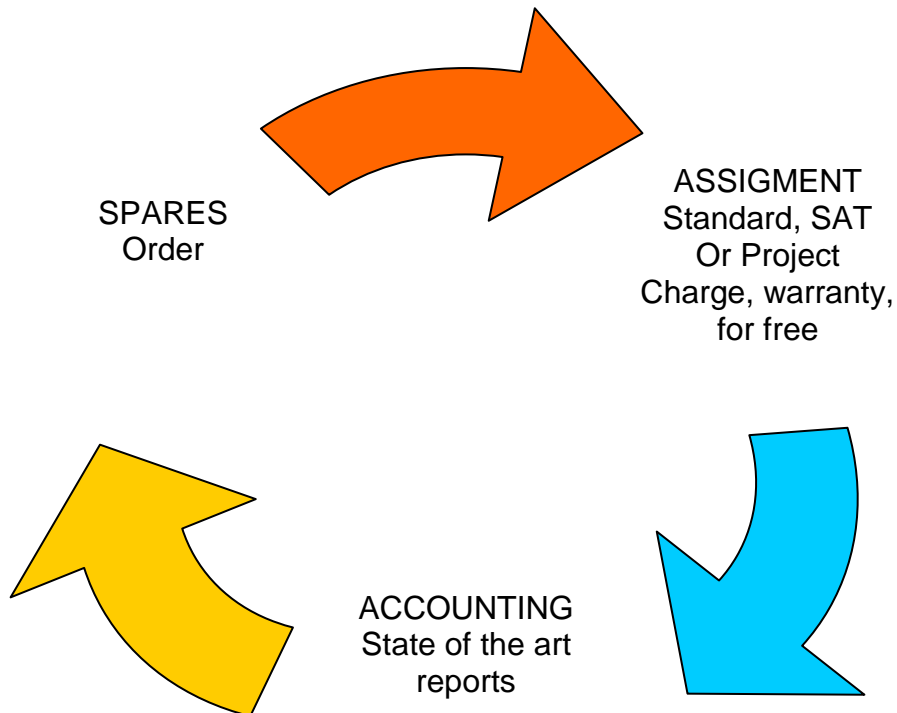 SPARES
Order
ASSIGMENT
Standard, SAT
Or Project
Charge, warranty,
for free
ACCOUNTING
State of the art
reports